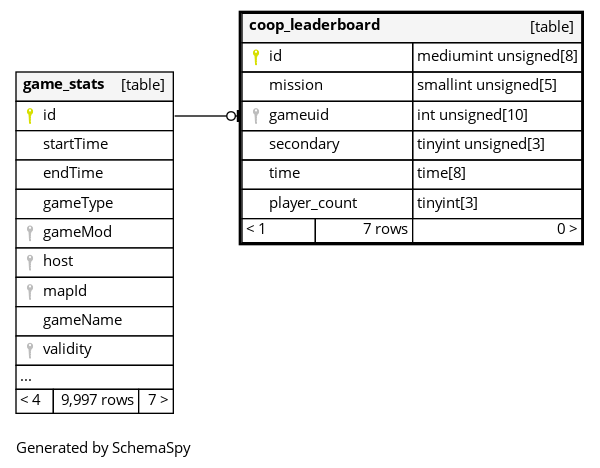 coop_leaderboard [table]
id mediumint unsigned[8]
mission smallint unsigned[5]
gameuid int unsigned[10]
secondary tinyint unsigned[3]
time time[8]
player_count tinyint[3]
< 1 7 rows 0 >
game_stats [table]
id
startTime
endTime
gameType
gameMod
host
mapId
gameName
validity
...
< 4 9,997 rows 7 >
Generated by SchemaSpy